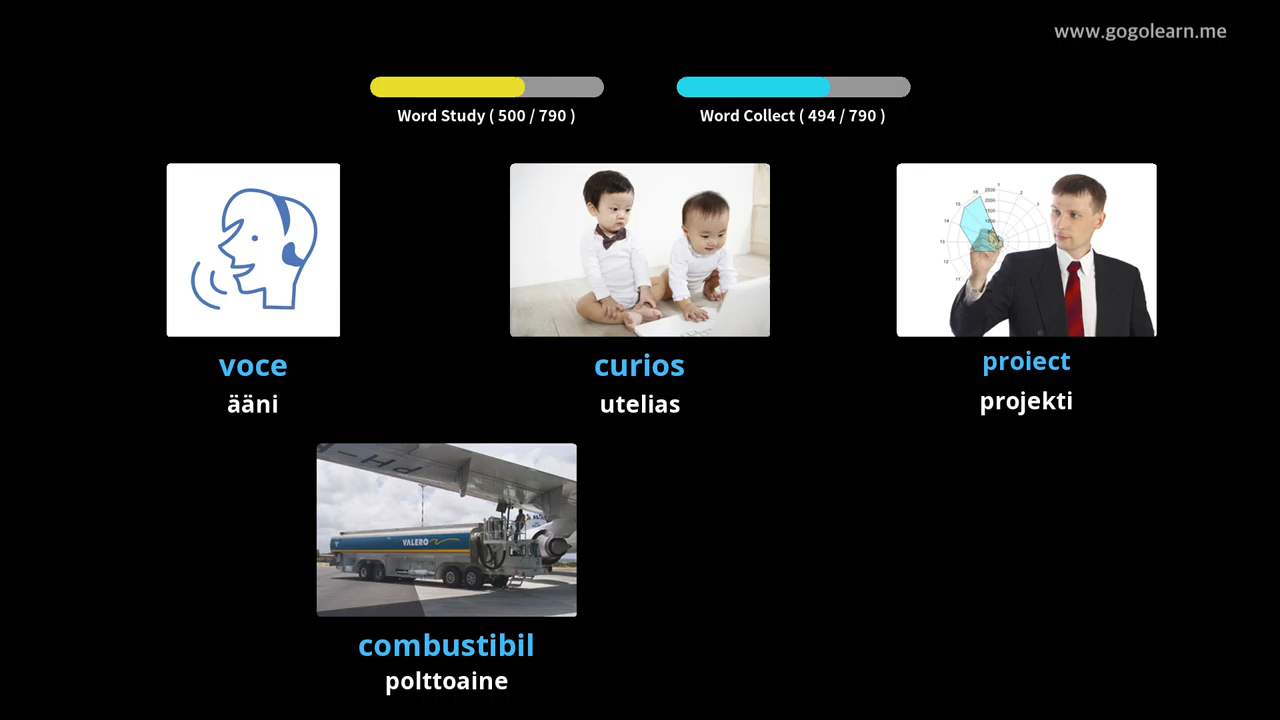 www.gogolearn.me
Word Study ( 500 / 790 )
Word Collect ( 494 / 790 )
voce
ääni
curios
utelias
proiect
projekti
PH-
VALERO
combustibil
polttoaine